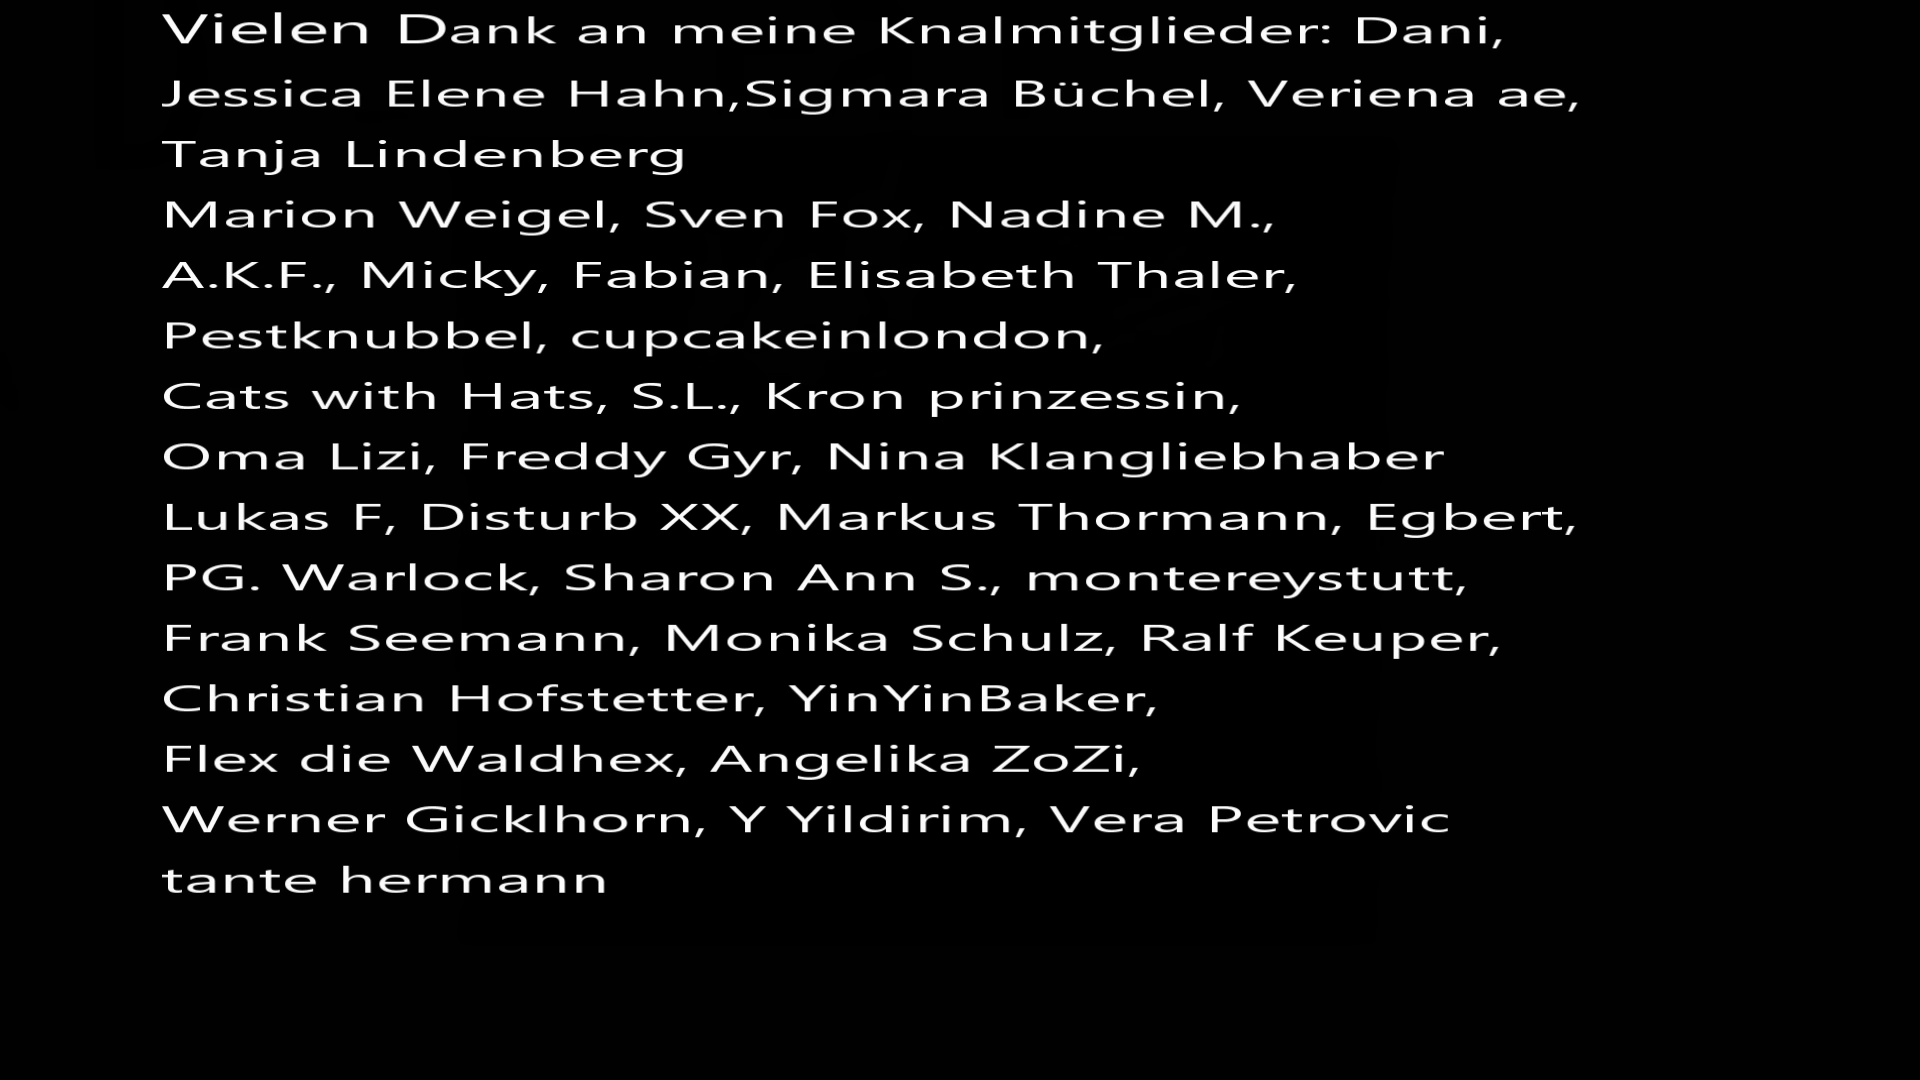 Vielen Dank an meine Knalmitglieder: Dani,
Jessica Elene Hahn,Sigmara Büchel, Veriena ae,
Tanja Lindenberg
Marion Weigel, Sven Fox, Nadine M.,
A.K.F., Micky, Fabian, Elisabeth Thaler,
Pestknubbel, cupcakeinlondon,
Cats with Hats, S.L., Kron prinzessin,
Oma Lizi, Freddy Gyr, Nina Klangliebhaber
Lukas F, Disturb XX, Markus Thormann, Egbert,
PG. Warlock, Sharon Ann S., montereystutt,
Frank Seemann, Monika Schulz, Ralf Keuper,
Christian Hofstetter, YinYinBaker,
Flex die Waldhex, Angelika ZoZi,
Werner Gicklhorn, Y Yildirim, Vera Petrovic
tante hermann